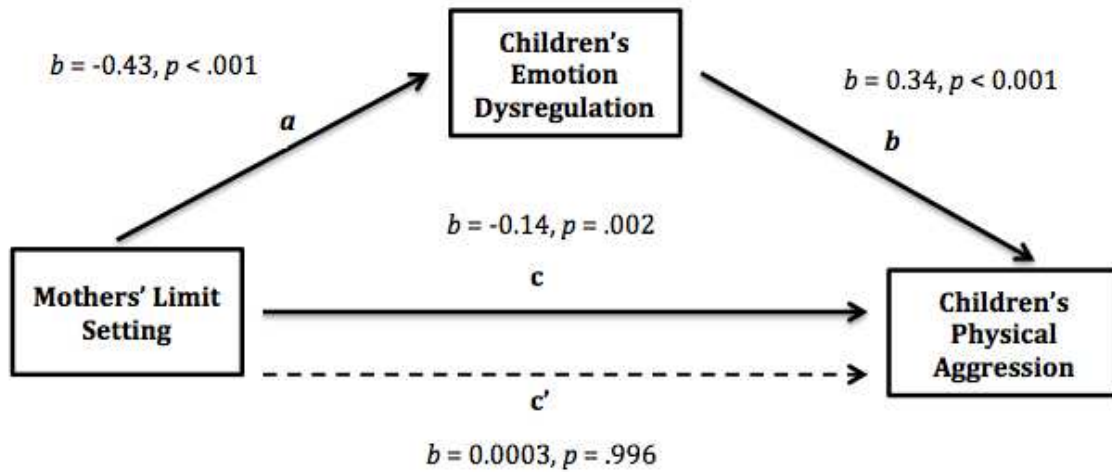 Children's
Emotion
Dysregulation
b = -0.43, p < .001
b = 0.34, p < 0.001
a
b
b = -0.14, p = .002
Mothers' Limit
Setting
c
Children's
Physical
Aggression
c'
b = 0.0003, p = .996